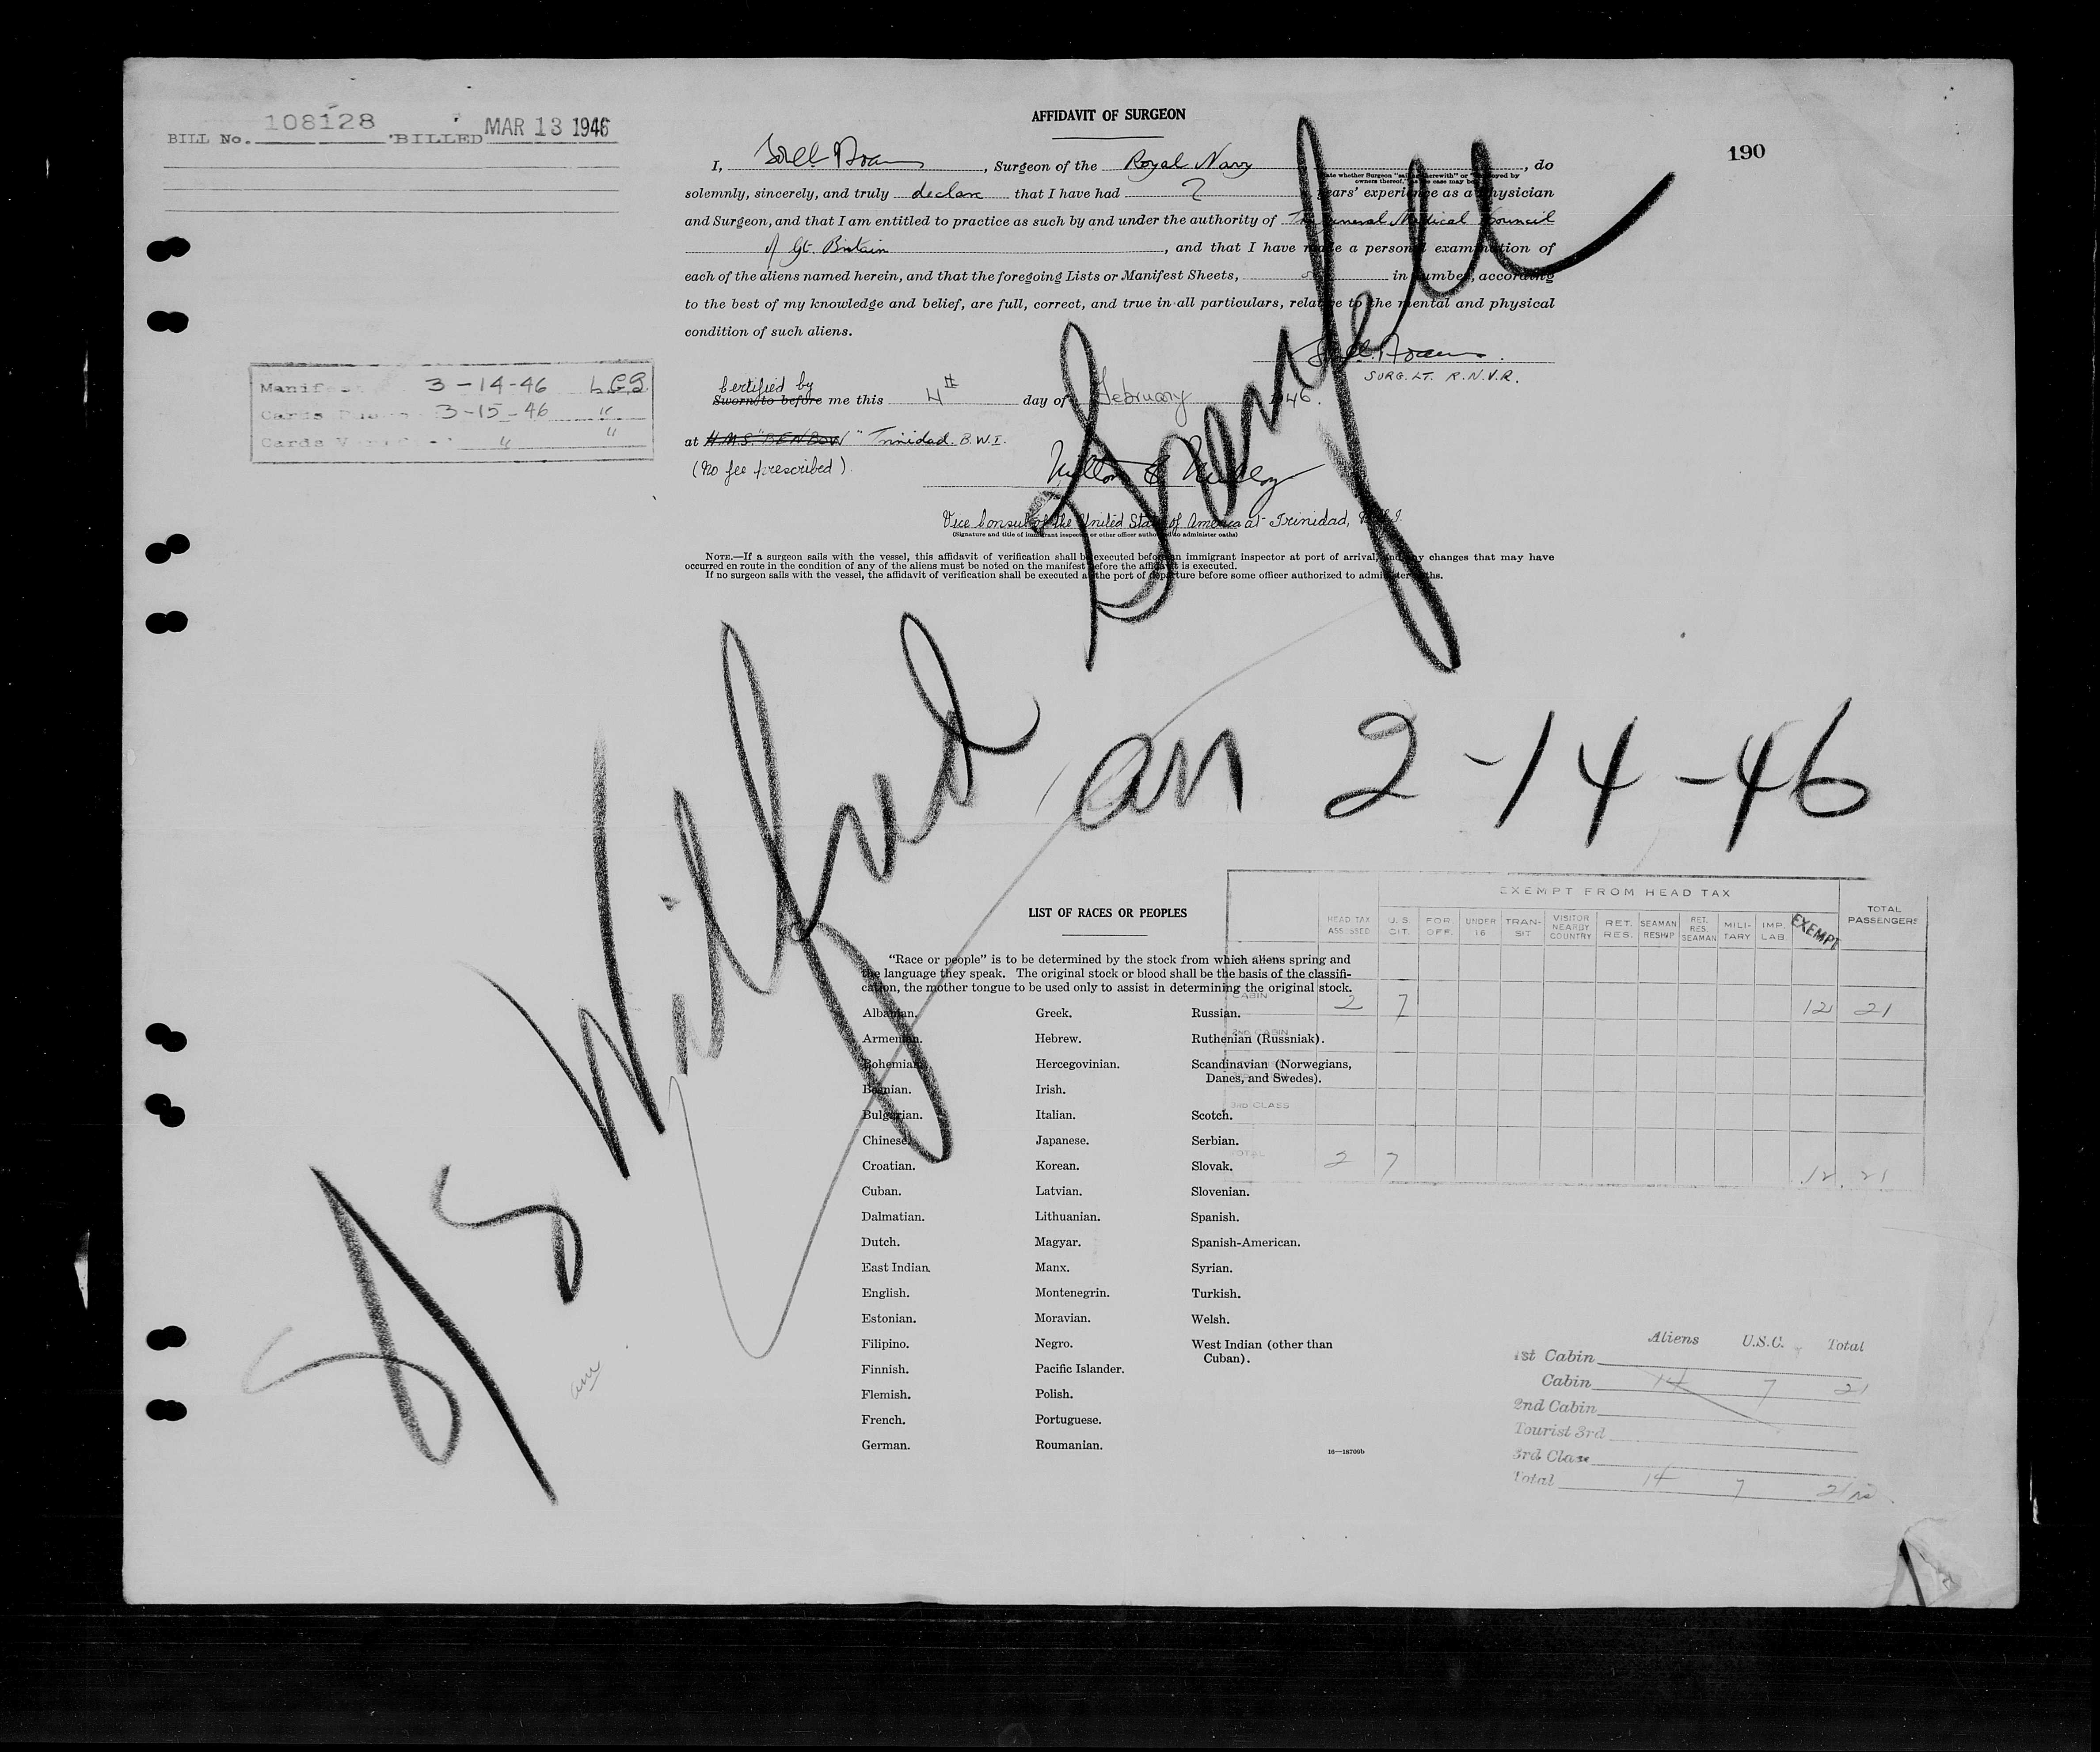 BILL No. 108128 BILLED MAR 13 1946
AFFIDAVIT OF SURGEON
190
I, , Surgeon of the Royal Navy , do
solemnly, sincerely, and truly declare that I have had years' experience as a physician
and Surgeon, and that I am entitled to practice as such by and under the authority of The General Medical Council
of Gt. Britain , and that I have made a personal examination of
each of the aliens named herein, and that the foregoing Lists or Manifest Sheets, in number, according
to the best of my knowledge and belief, are full, correct, and true in all particulars, relative to the mental and physical
condition of such aliens.
SURG. LT. R.N.V.R.
Manifest 3-14-46 L.G.S.
Cards 3-15-46 "
Cards " "
Certified by
Sworn to before me this 4th day of February 1946.
at H.M.S. "BENBOW" Trinidad. B.W.I.
(No fee prescribed).
Vice Consul of the United States of America at Trinidad, B.W.I.
(Signature and title of immigrant inspector or other officer authorized to administer oaths)
NOTE.—If a surgeon sails with the vessel, this affidavit of verification shall be executed before an immigrant inspector at port of arrival, and any changes that may have
occurred en route in the condition of any of the aliens must be noted on the manifest before the affidavit is executed.
If no surgeon sails with the vessel, the affidavit of verification shall be executed at the port of departure before some officer authorized to administer oaths.
SS Wilfred Grenfell
arr 2-14-46
LIST OF RACES OR PEOPLES
"Race or people" is to be determined by the stock from which aliens spring and
the language they speak. The original stock or blood shall be the basis of the classifi-
cation, the mother tongue to be used only to assist in determining the original stock.
Albanian. Greek. Russian.
Armenian. Hebrew. Ruthenian (Russniak).
Bohemian. Hercegovinian. Scandinavian (Norwegians,
Danes, and Swedes).
Bosnian. Irish.
Bulgarian. Italian. Scotch.
Chinese. Japanese. Serbian.
Croatian. Korean. Slovak.
Cuban. Latvian. Slovenian.
Dalmatian. Lithuanian. Spanish.
Dutch. Magyar. Spanish-American.
East Indian. Manx. Syrian.
English. Montenegrin. Turkish.
Estonian. Moravian. Welsh.
Filipino. Negro. West Indian (other than
Cuban).
Finnish. Pacific Islander.
Flemish. Polish.
French. Portuguese.
German. Roumanian.
16—18709b
EXEMPT FROM HEAD TAX
HEAD TAX ASSESSED U.S. CIT. FOR. OFF. UNDER 16 TRAN-SIT VISITOR NEARBY COUNTRY RET. RES. SEAMAN RESHIP RET. RES. SEAMAN MILI-TARY IMP. LAB. EXEMPT TOTAL PASSENGERS
CABIN 2 7 12 21
2ND CABIN
3RD CLASS
TOTAL 2 7 12 21
Aliens U.S.C. Total
1st Cabin
Cabin 14 7 21
2nd Cabin
Tourist 3rd
3rd Class
Total 14 7 21